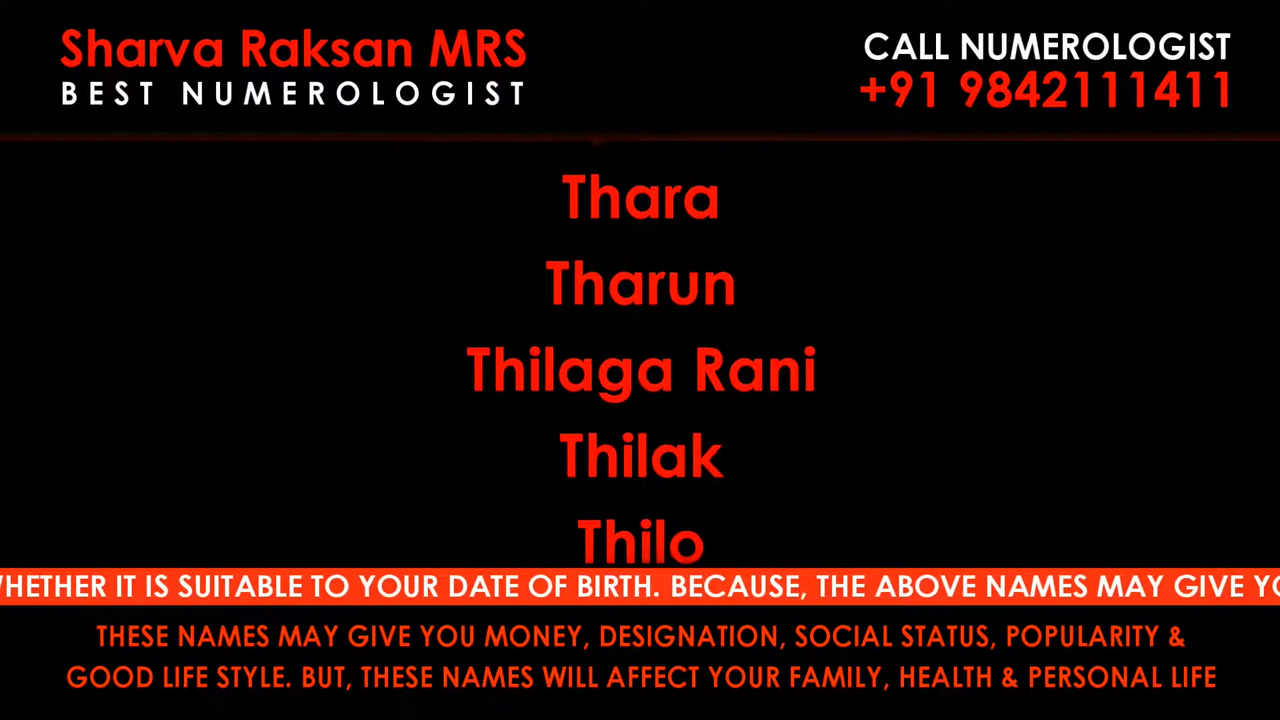 Sharva Raksan MRS
BEST NUMEROLOGIST
CALL NUMEROLOGIST
+91 9842111411
Thara
Tharun
Thilaga Rani
Thilak
Thilo
WHETHER IT IS SUITABLE TO YOUR DATE OF BIRTH. BECAUSE, THE ABOVE NAMES MAY GIVE
THESE NAMES MAY GIVE YOU MONEY, DESIGNATION, SOCIAL STATUS, POPULARITY &
GOOD LIFE STYLE. BUT, THESE NAMES WILL AFFECT YOUR FAMILY, HEALTH & PERSONAL LIFE